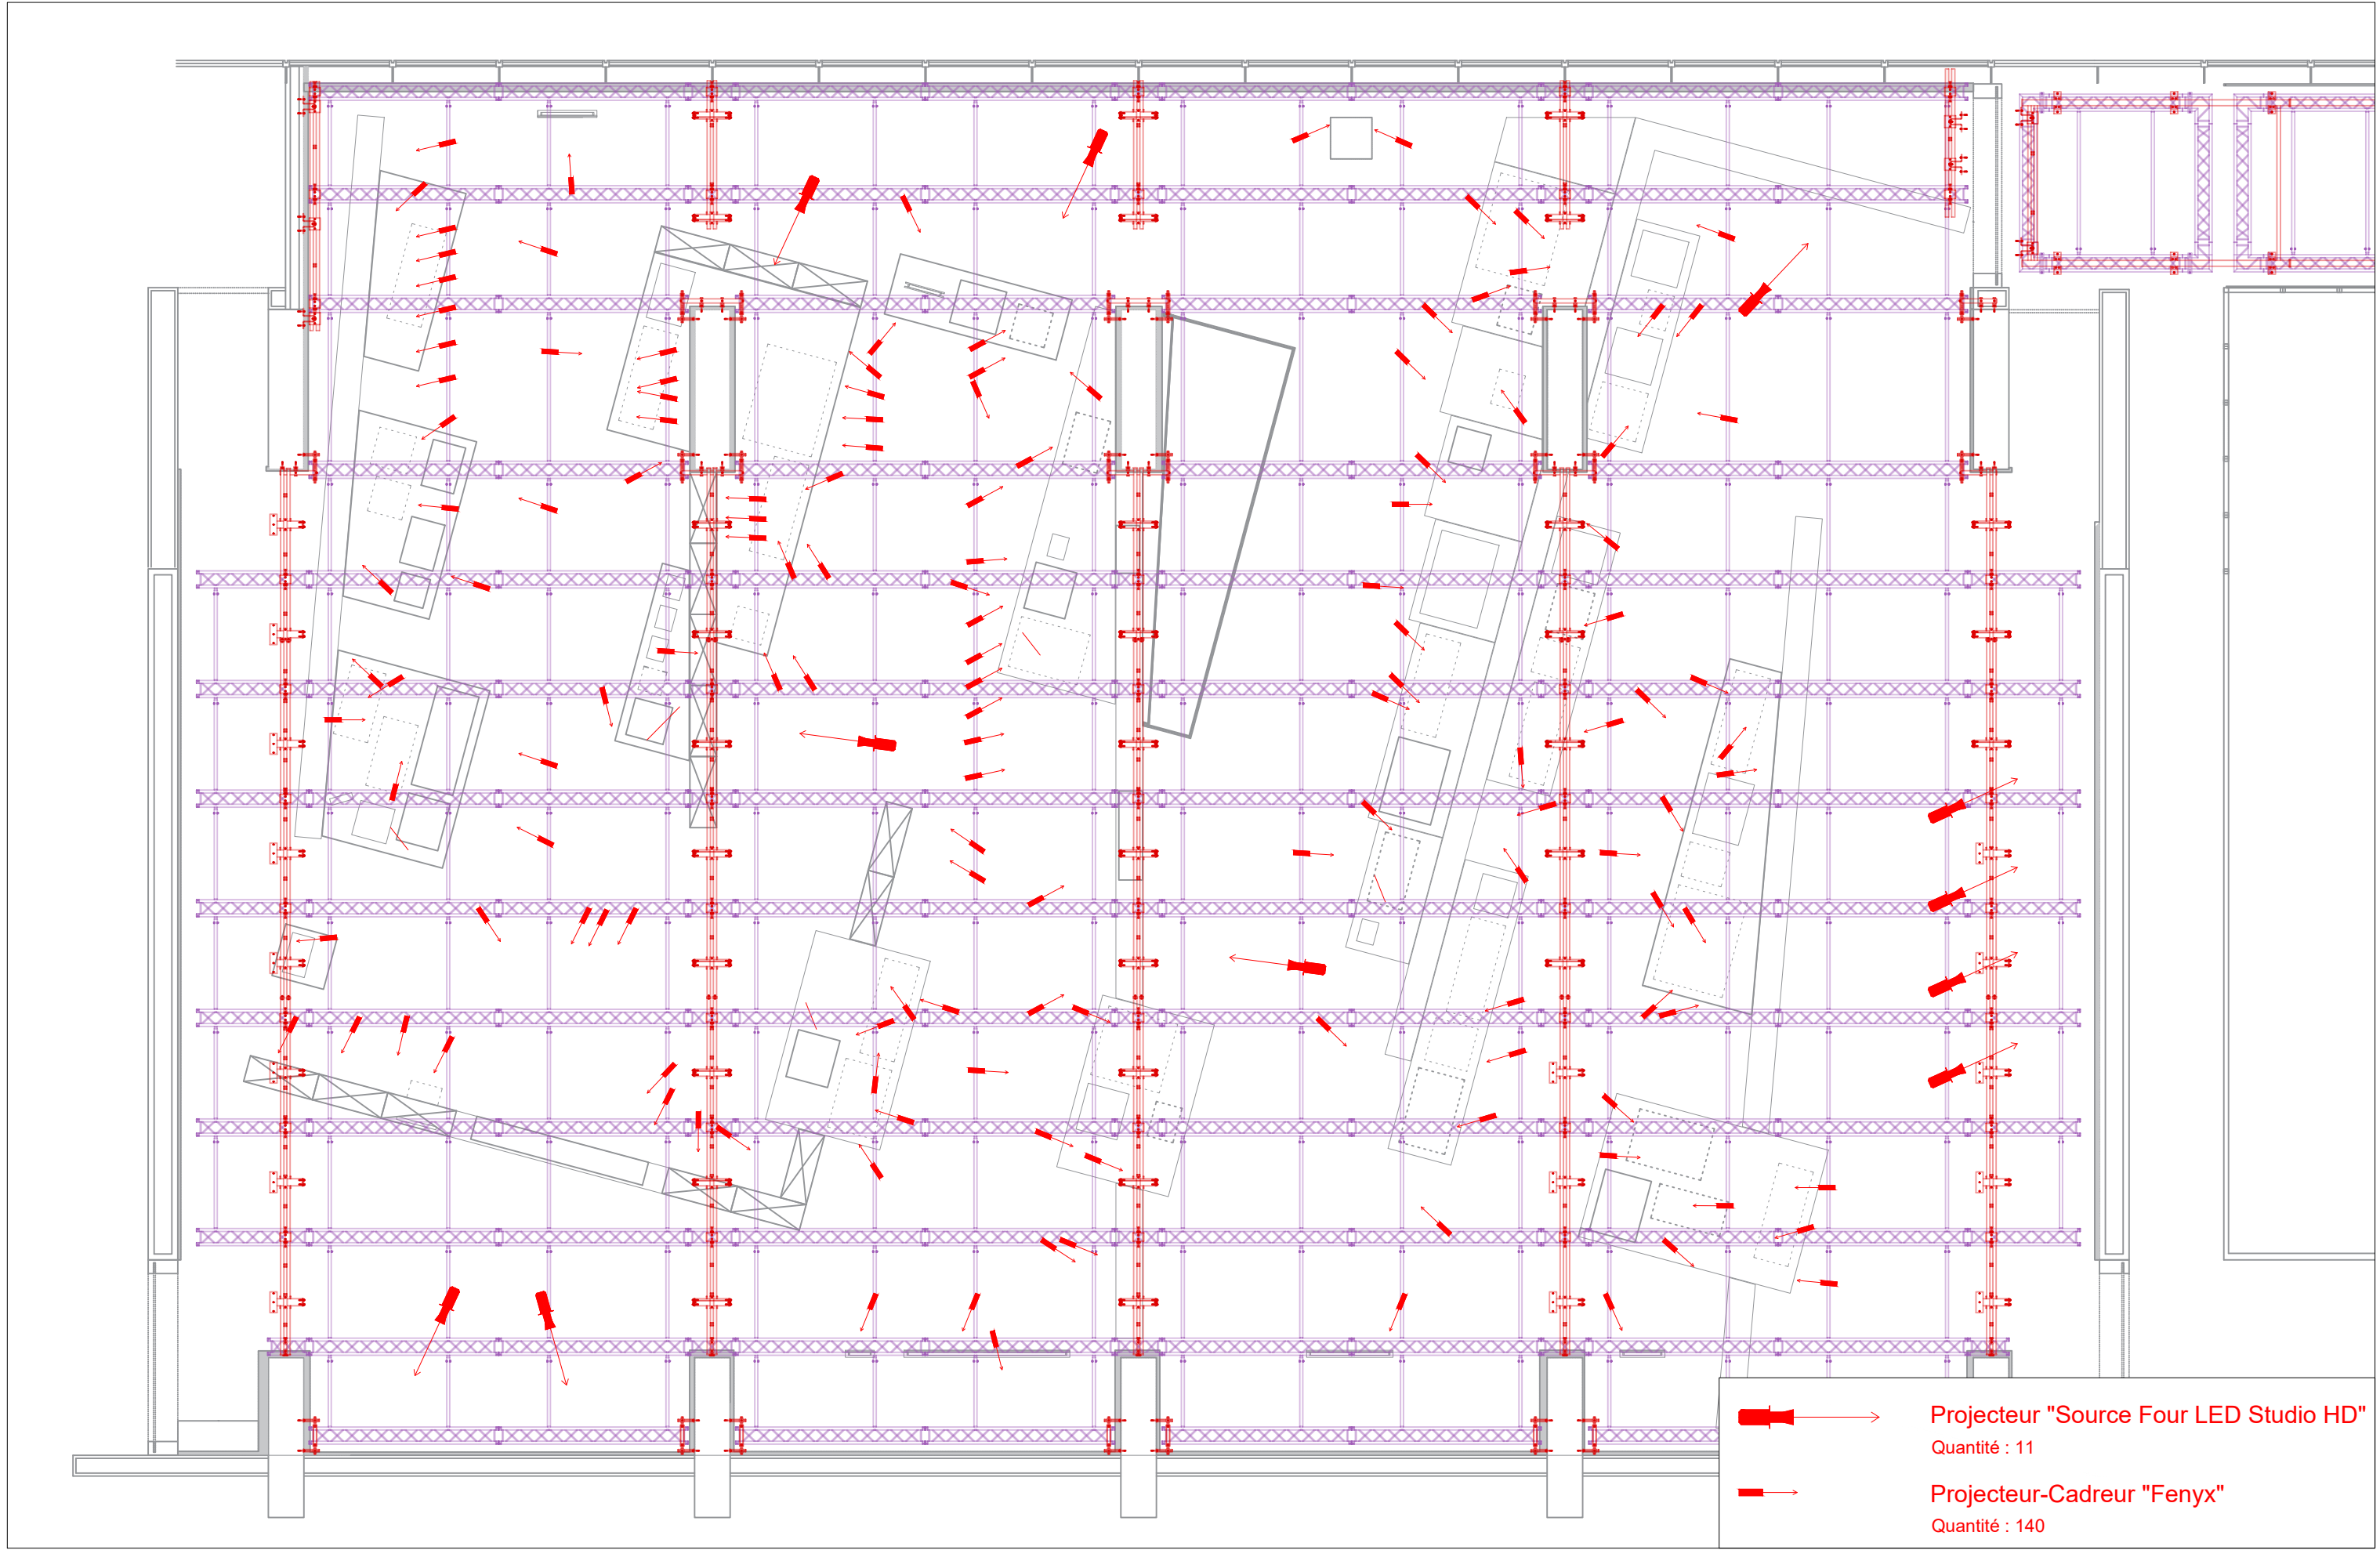 Projecteur "Source Four LED Studio HD"
Quantité : 11
Projecteur-Cadreur "Fenyx"
Quantité : 140